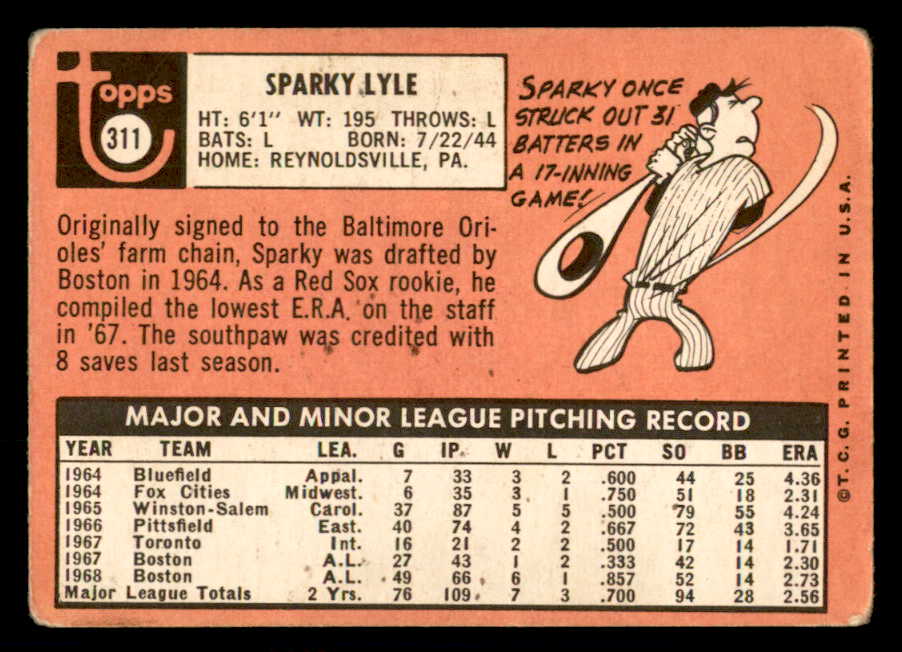 topps
311
SPARKY LYLE
HT: 6'1" WT: 195 THROWS: L
BATS: L BORN: 7/22/44
HOME: REYNOLDSVILLE, PA.
SPARKY ONCE
STRUCK OUT 31
BATTERS IN
A 17-INNING
GAME!
Originally signed to the Baltimore Ori-
oles' farm chain, Sparky was drafted by
Boston in 1964. As a Red Sox rookie, he
compiled the lowest E.R.A. on the staff
in '67. The southpaw was credited with
8 saves last season.
MAJOR AND MINOR LEAGUE PITCHING RECORD
YEAR TEAM LEA. G IP. W L PCT SO BB ERA
1964 Bluefield Appal. 7 33 3 2 .600 44 25 4.36
1964 Fox Cities Midwest. 6 35 3 1 .750 51 18 2.31
1965 Winston-Salem Carol. 37 87 5 5 .500 79 55 4.24
1966 Pittsfield East. 40 74 4 2 .667 72 43 3.65
1967 Toronto Int. 16 21 2 2 .500 17 14 1.71
1967 Boston A.L. 27 43 1 2 .333 42 14 2.30
1968 Boston A.L. 49 66 6 1 .857 52 14 2.73
Major League Totals 2 Yrs. 76 109 7 3 .700 94 28 2.56
©T.C.G. PRINTED IN U.S.A.